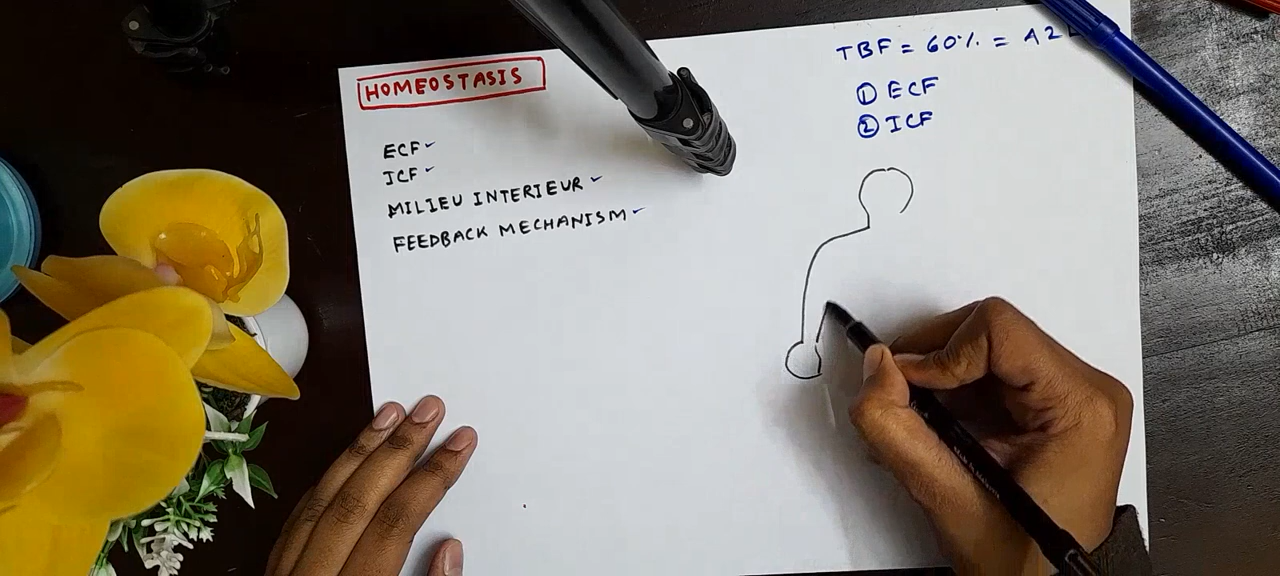 HOMEOSTASIS
ECF
ICF
MILIEU INTERIEUR
FEEDBACK MECHANISM
TBF = 60% =
① ECF
② ICF